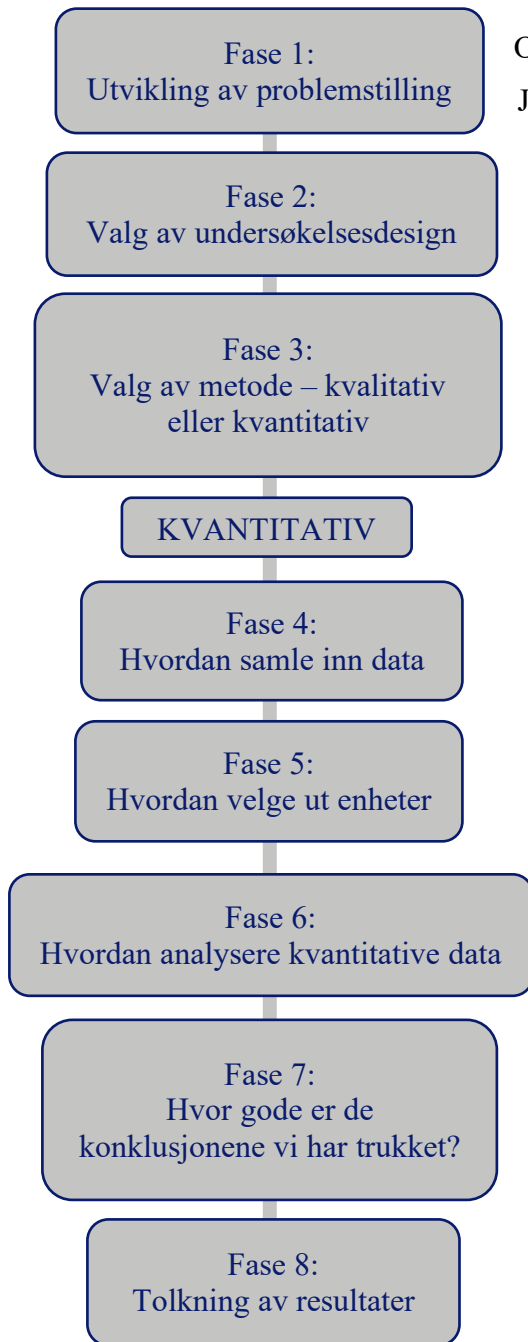 Fase 1:
Utvikling av problemstilling
Fase 2:
Valg av undersøkelsesdesign
Fase 3:
Valg av metode – kvalitativ
eller kvantitativ
KVANTITATIV
Fase 4:
Hvordan samle inn data
Fase 5:
Hvordan velge ut enheter
Fase 6:
Hvordan analysere kvantitative data
Fase 7:
Hvor gode er de
konklusjonene vi har trukket?
Fase 8:
Tolkning av resultater